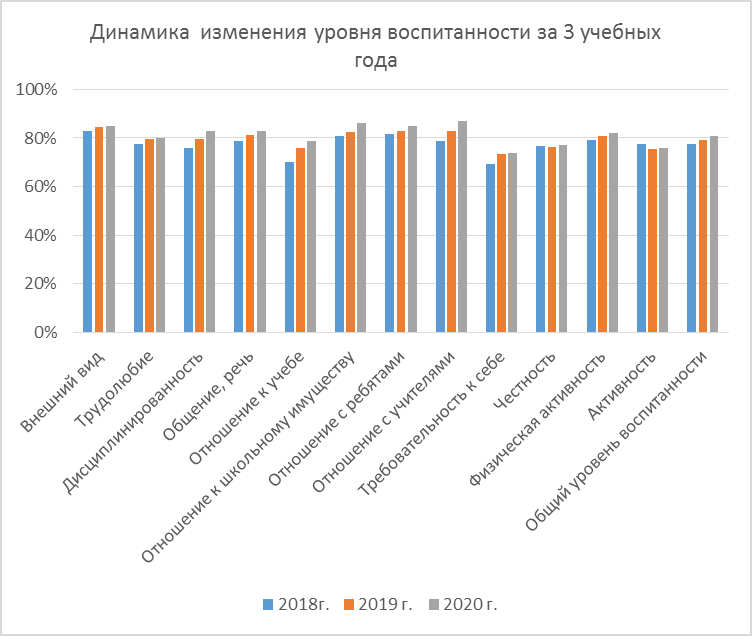 Динамика  изменения уровня воспитанности за 3 учебных
года
100%
80%
60%
40%
20%
0%
Внешний вид
Трудолюбие
Дисциплинированность
Общение, речь
Отношение к учебе
Отношение к школьному имуществу
Отношение с ребятами
Отношение с учителями
Требовательность к себе
Честность
Физическая активность
Активность
Общий уровень воспитанности
2018г. 2019 г. 2020 г.